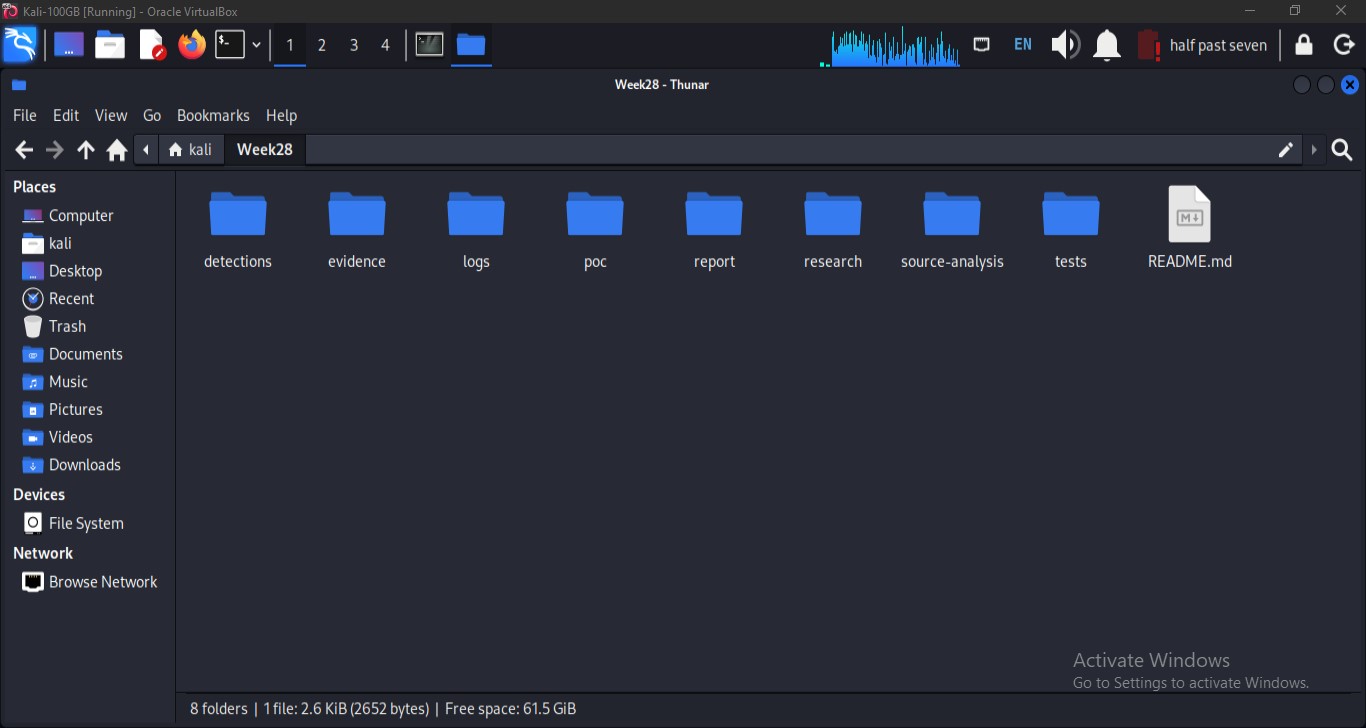 Kali-100GB [Running] - Oracle VirtualBox
1 2 3 4 EN half past seven
Week28 - Thunar
File Edit View Go Bookmarks Help
kali Week28
Places
Computer
kali
Desktop
Recent
Trash
Documents
Music
Pictures
Videos
Downloads
Devices
File System
Network
Browse Network
detections evidence logs poc report research source-analysis tests README.md
Activate Windows
Go to Settings to activate Windows.
8 folders | 1 file: 2.6 KiB (2652 bytes) | Free space: 61.5 GiB